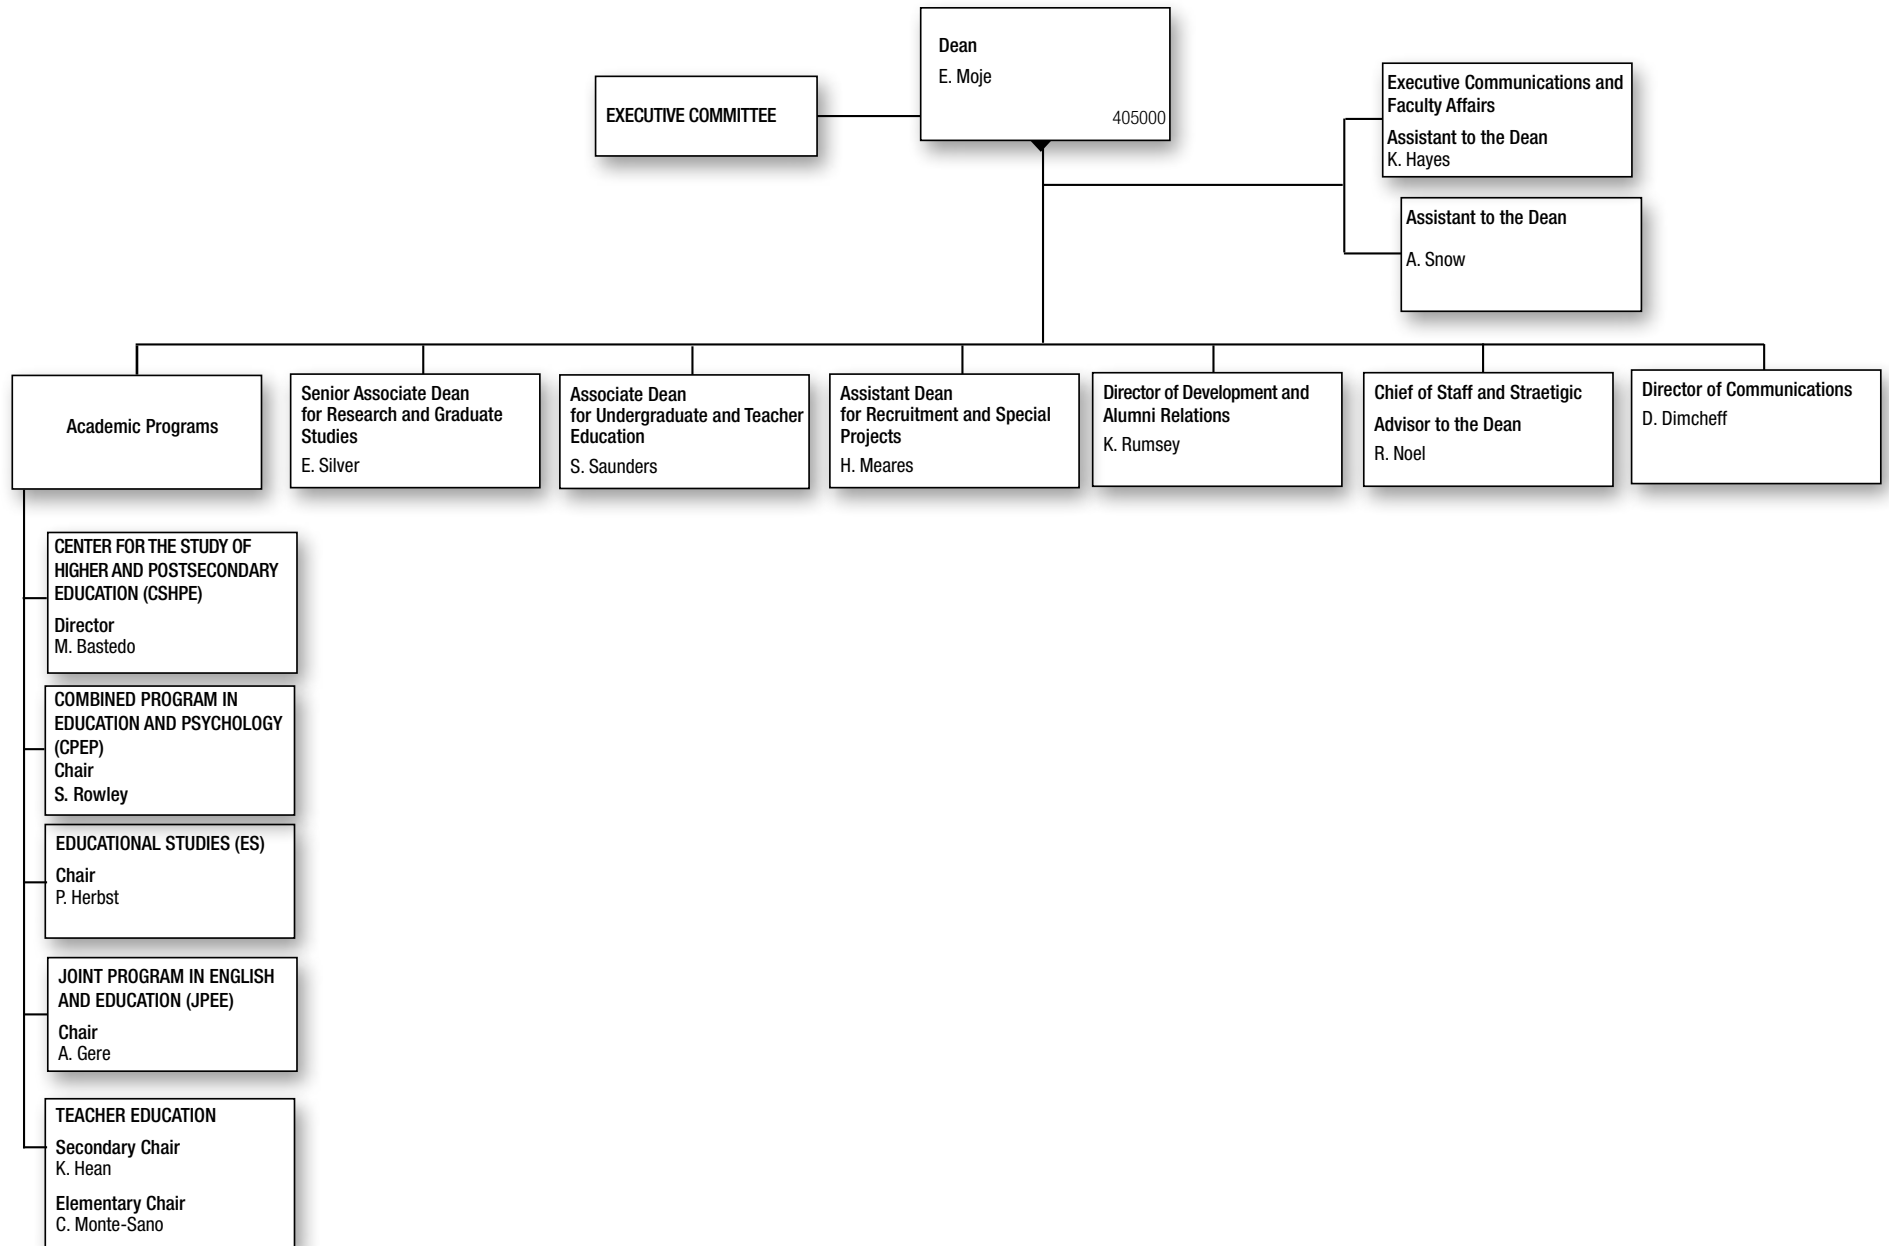 Dean
E. Moje
405000
EXECUTIVE COMMITTEE
Executive Communications and
Faculty Affairs
Assistant to the Dean
K. Hayes
Assistant to the Dean
A. Snow
Academic Programs
Senior Associate Dean
for Research and Graduate
Studies
E. Silver
Associate Dean
for Undergraduate and Teacher
Education
S. Saunders
Assistant Dean
for Recruitment and Special
Projects
H. Meares
Director of Development and
Alumni Relations
K. Rumsey
Chief of Staff and Straetigic
Advisor to the Dean
R. Noel
Director of Communications
D. Dimcheff
CENTER FOR THE STUDY OF
HIGHER AND POSTSECONDARY
EDUCATION (CSHPE)
Director
M. Bastedo
COMBINED PROGRAM IN
EDUCATION AND PSYCHOLOGY
(CPEP)
Chair
S. Rowley
EDUCATIONAL STUDIES (ES)
Chair
P. Herbst
JOINT PROGRAM IN ENGLISH
AND EDUCATION (JPEE)
Chair
A. Gere
TEACHER EDUCATION
Secondary Chair
K. Hean
Elementary Chair
C. Monte-Sano